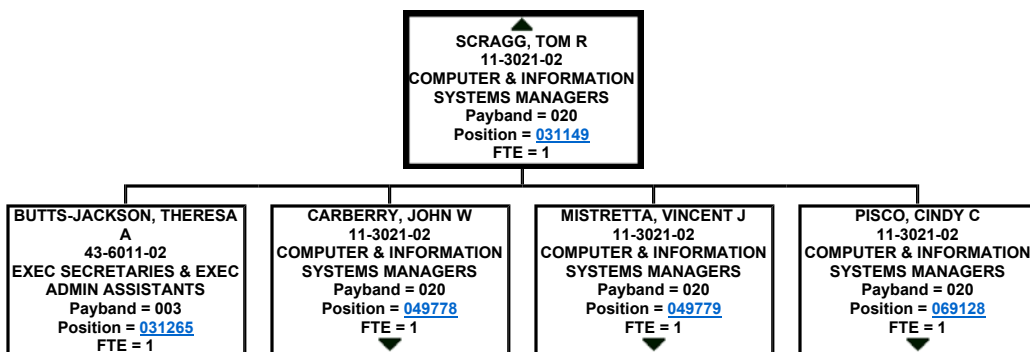 SCRAGG, TOM R
11-3021-02
COMPUTER & INFORMATION
SYSTEMS MANAGERS
Payband = 020
Position = 031149
FTE = 1
BUTTS-JACKSON, THERESA
A
43-6011-02
EXEC SECRETARIES & EXEC
ADMIN ASSISTANTS
Payband = 003
Position = 031265
FTE = 1
CARBERRY, JOHN W
11-3021-02
COMPUTER & INFORMATION
SYSTEMS MANAGERS
Payband = 020
Position = 049778
FTE = 1
MISTRETTA, VINCENT J
11-3021-02
COMPUTER & INFORMATION
SYSTEMS MANAGERS
Payband = 020
Position = 049779
FTE = 1
PISCO, CINDY C
11-3021-02
COMPUTER & INFORMATION
SYSTEMS MANAGERS
Payband = 020
Position = 069128
FTE = 1